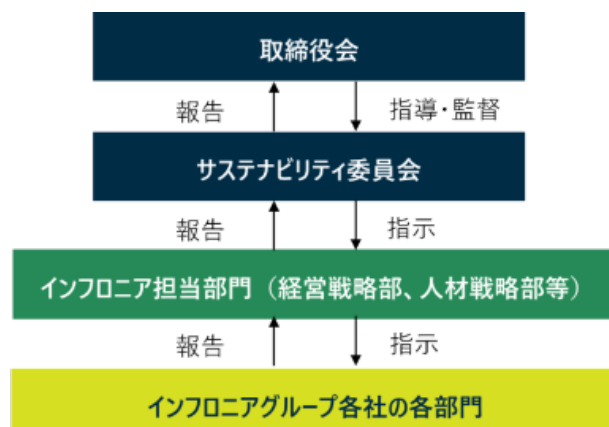 取締役会
報告
指導・監督
サステナビリティ委員会
報告
指示
インフロニア担当部門（経営戦略部、人材戦略部等）
報告
指示
インフロニアグループ各社の各部門